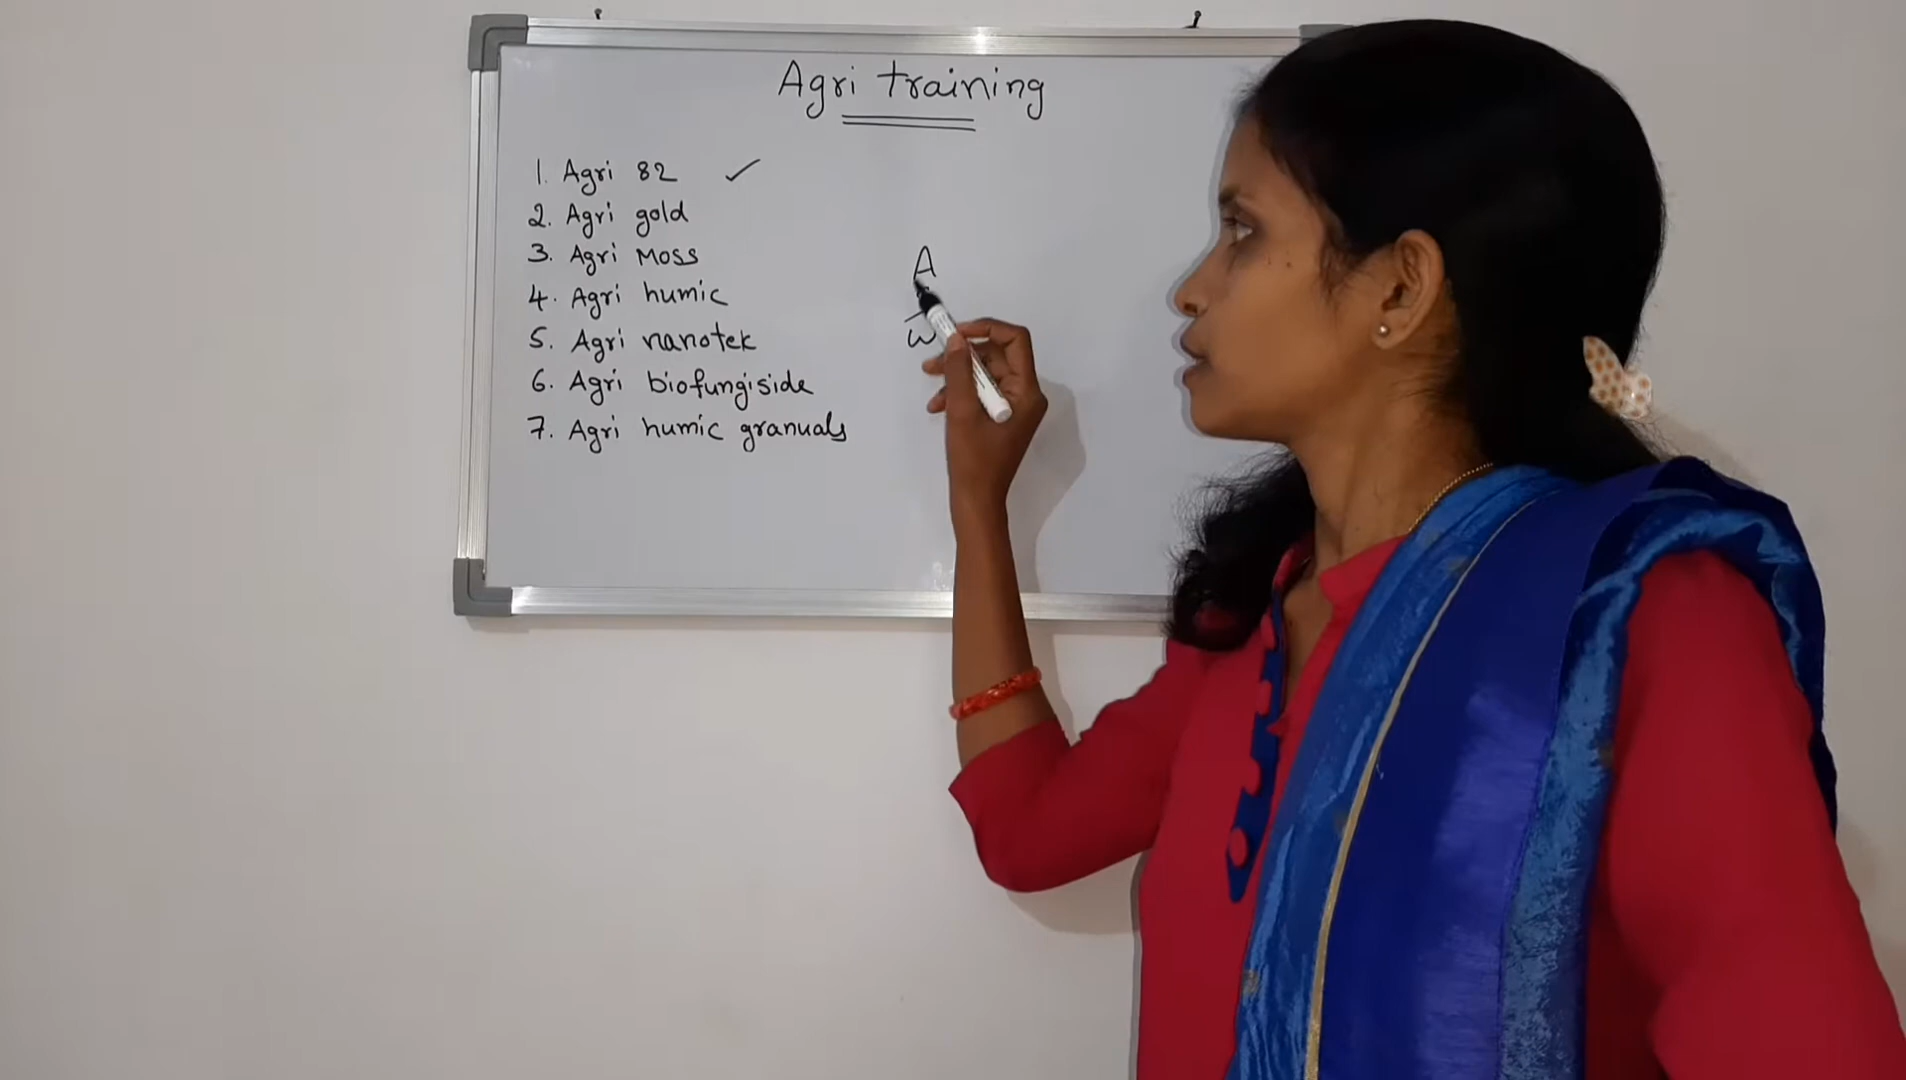 Agri training
1. Agri 82 ✓
2. Agri gold
3. Agri Moss
4. Agri humic
5. Agri nanotek
6. Agri biofungiside
7. Agri humic granuals
A
w